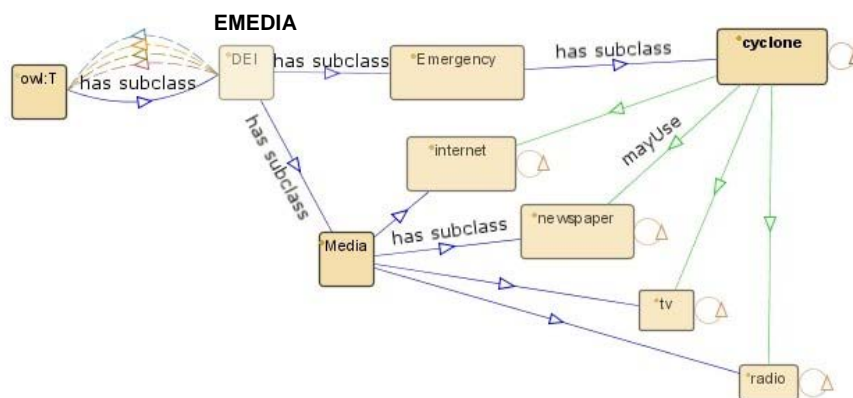 EMEDIA
owl:T
has subclass
DEI
has subclass
Emergency
has subclass
cyclone
has subclass
internet
mayUse
Media
has subclass
newspaper
tv
radio